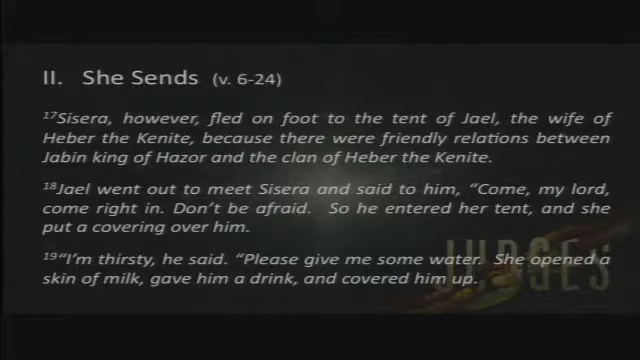 II. She Sends (v. 6-24)
¹⁷Sisera, however, fled on foot to the tent of Jael, the wife of
Heber the Kenite, because there were friendly relations between
Jabin king of Hazor and the clan of Heber the Kenite.
¹⁸Jael went out to meet Sisera and said to him, “Come, my lord,
come right in. Don’t be afraid. So he entered her tent, and she
put a covering over him.
¹⁹“I’m thirsty, he said. “Please give me some water. She opened a
skin of milk, gave him a drink, and covered him up.
JUDGES